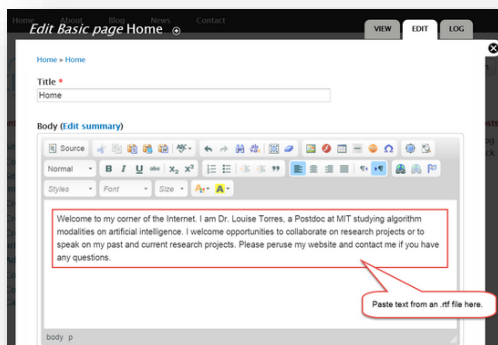 Home About Blog News Contact
Edit Basic page Home
VIEW EDIT LOG
Home » Home
Title *
Home
Body (Edit summary)
Source
Normal B I U abc X₂ X²
Styles Font Size A A
Welcome to my corner of the Internet. I am Dr. Louise Torres, a Postdoc at MIT studying algorithm
modalities on artificial intelligence. I welcome opportunities to collaborate on research projects or to
speak on my past and current research projects. Please peruse my website and contact me if you have
any questions.
Paste text from an .rtf file here.
body p